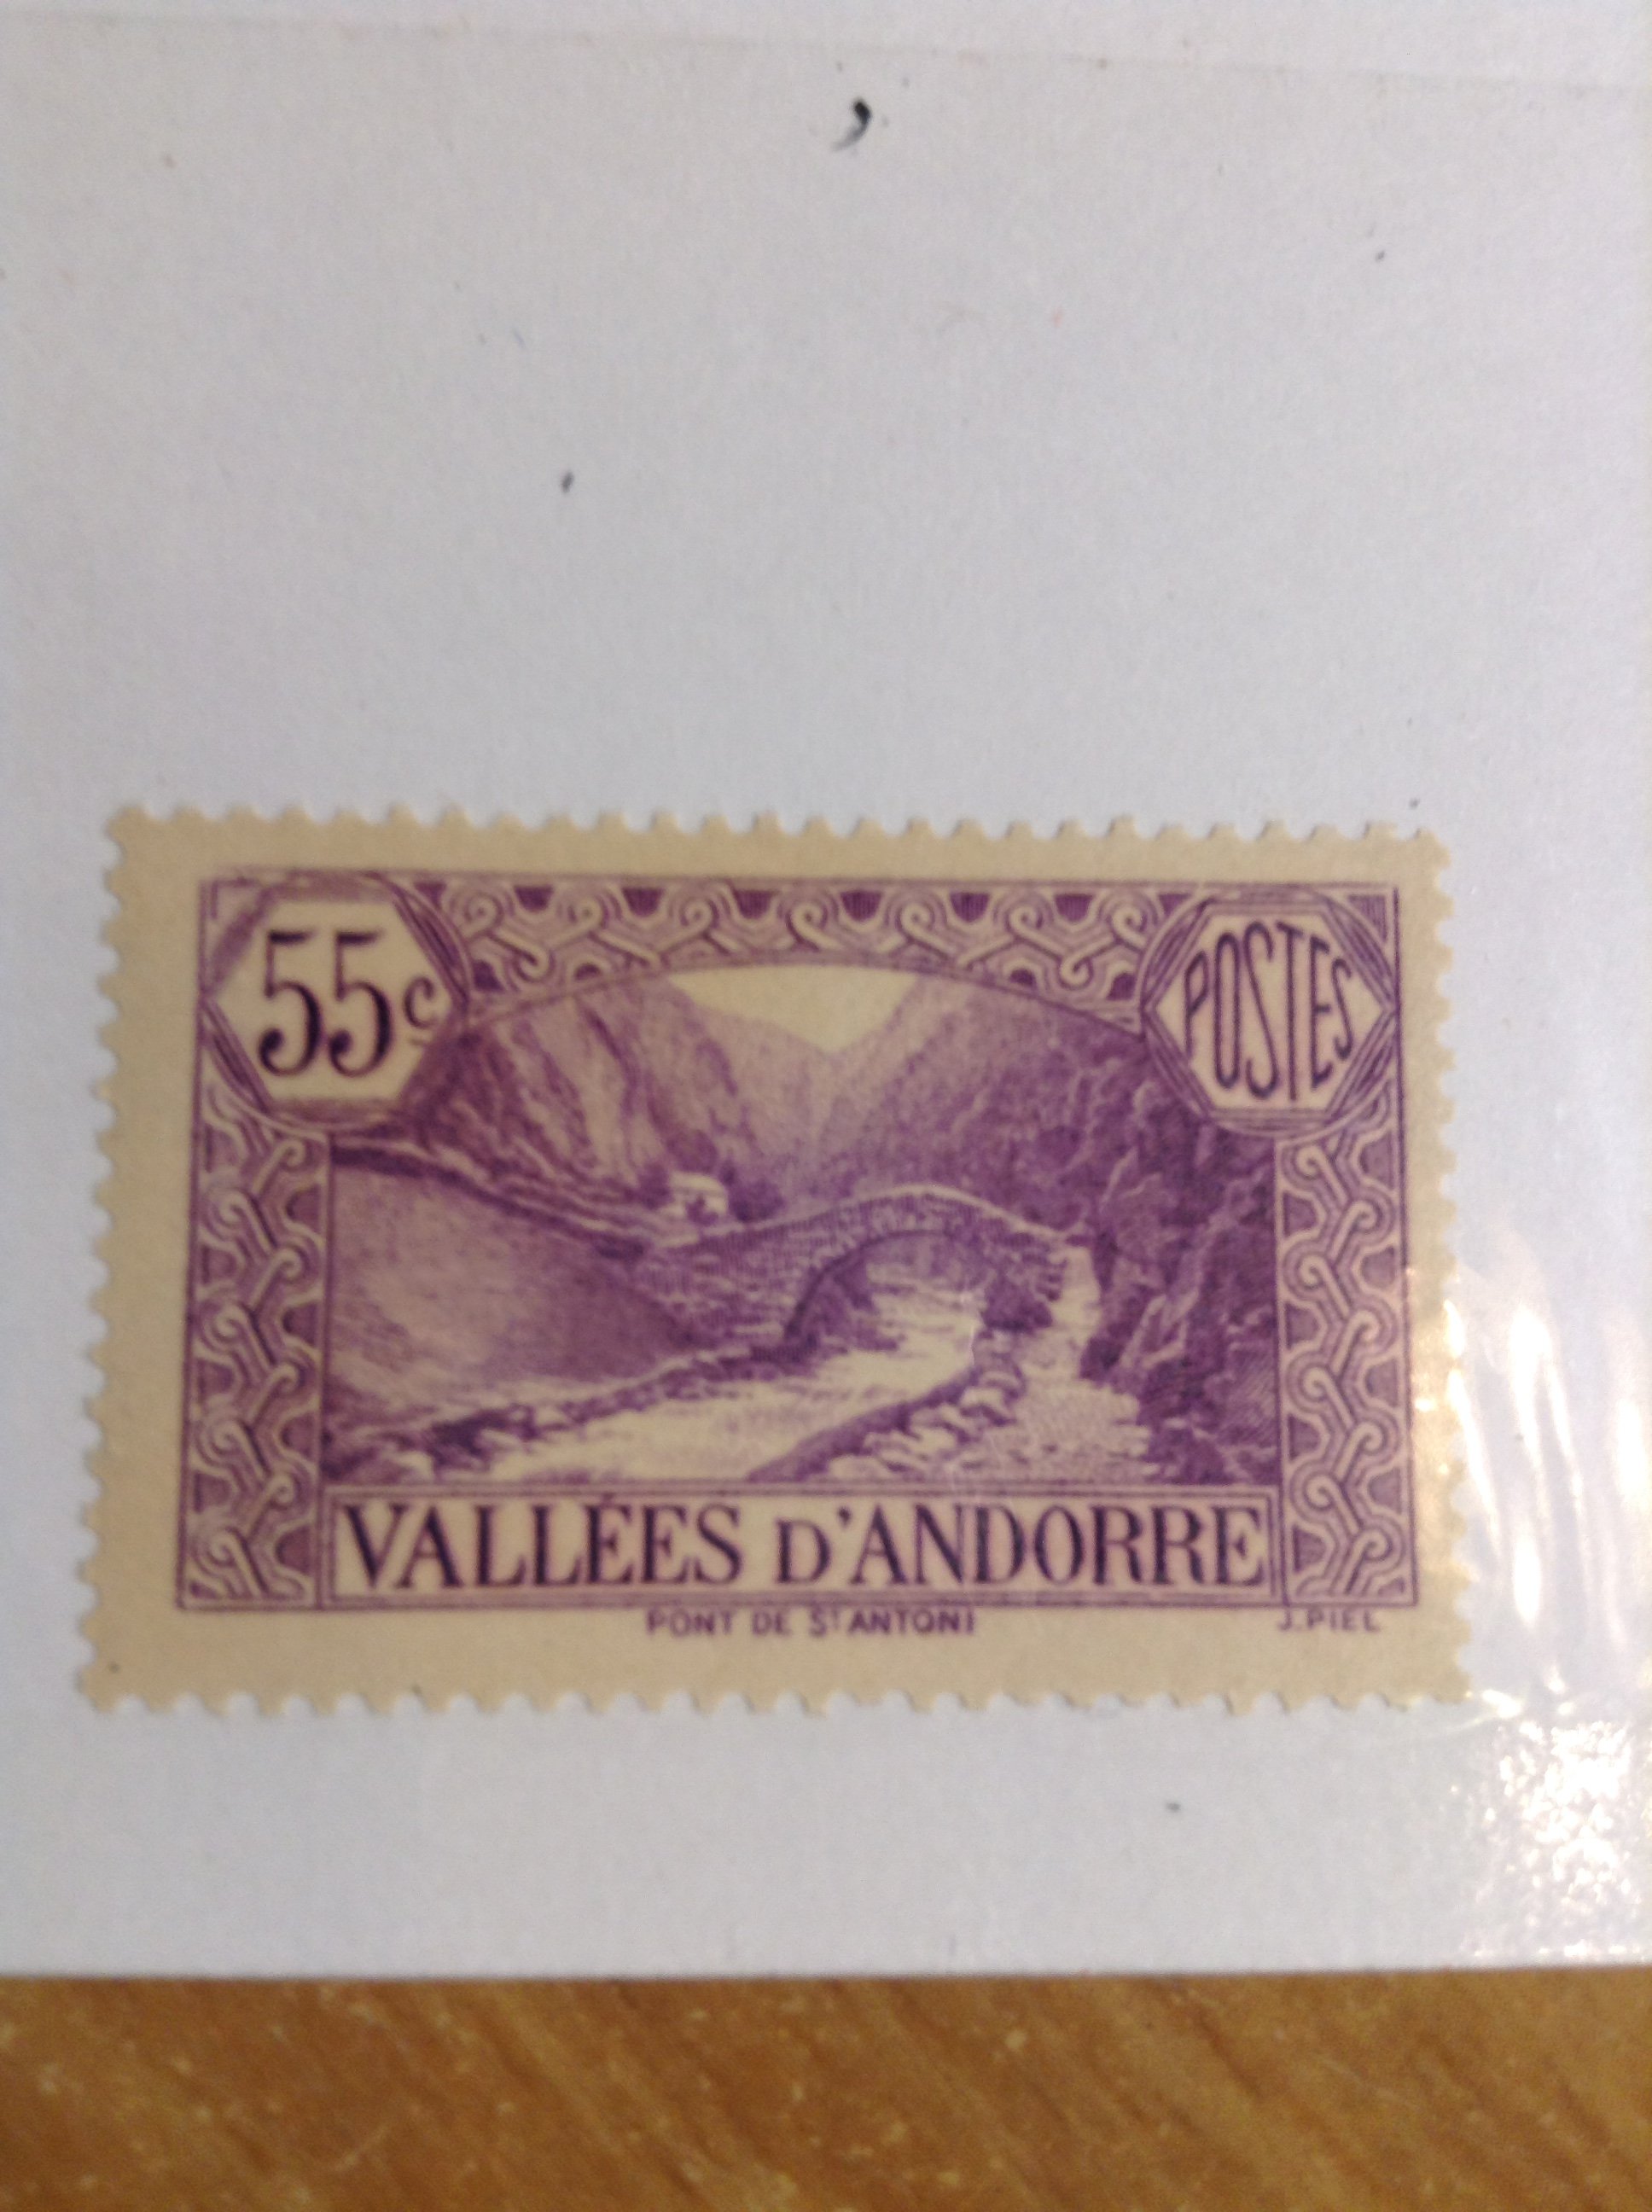 55c
POSTES
VALLÉES D'ANDORRE
PONT DE ST ANTONI
J. PIEL